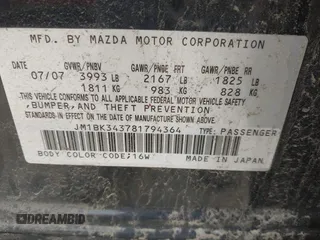 MFD. BY MAZDA MOTOR CORPORATION
GVWR/PNBV GAWR/PNBE FRT GAWR/PNBE RR
07/07 3993 LB 2167 LB 1825 LB
1811 KG 983 KG 828 KG
THIS VEHICLE CONFORMS TO ALL APPLICABLE FEDERAL MOTOR VEHICLE SAFETY
, BUMPER, AND THEFT PREVENTION
STANDARDS IN EFFECT ON THE DATE OF MANUFACTURE SHOWN ABOVE.
JM1BK343781794364 TYPE: PASSENGER
BODY COLOR CODE: 16W MADE IN JAPAN
DREAMBID